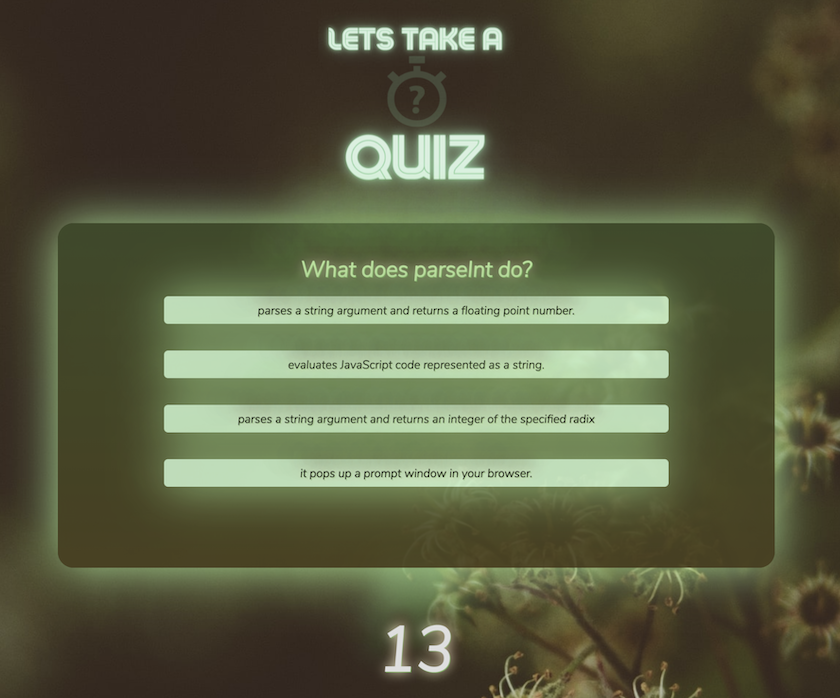 LETS TAKE A
?
QUIZ
What does parseInt do?
parses a string argument and returns a floating point number.
evaluates JavaScript code represented as a string.
parses a string argument and returns an integer of the specified radix
it pops up a prompt window in your browser.
13